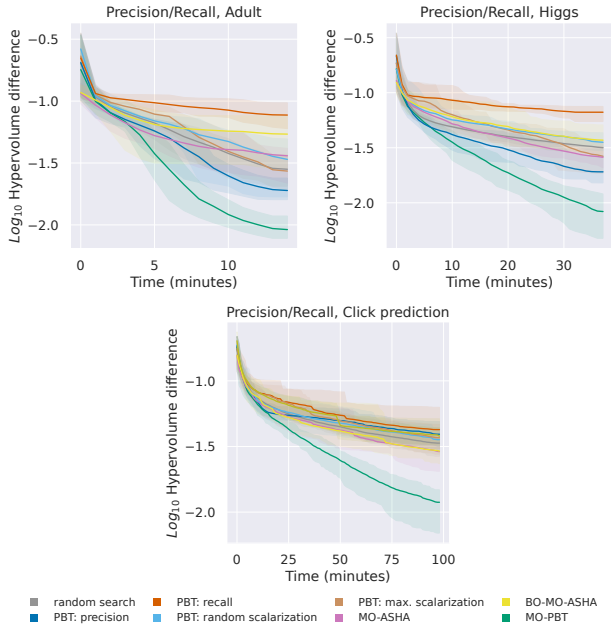 Precision/Recall, Adult
Log10 Hypervolume difference
−0.5
−1.0
−1.5
−2.0
0
5
10
Time (minutes)
Precision/Recall, Higgs
Log10 Hypervolume difference
−0.5
−1.0
−1.5
−2.0
0
10
20
30
Time (minutes)
Precision/Recall, Click prediction
Log10 Hypervolume difference
−1.0
−1.5
−2.0
0
25
50
75
100
Time (minutes)
random search
PBT: recall
PBT: max. scalarization
BO-MO-ASHA
PBT: precision
PBT: random scalarization
MO-ASHA
MO-PBT